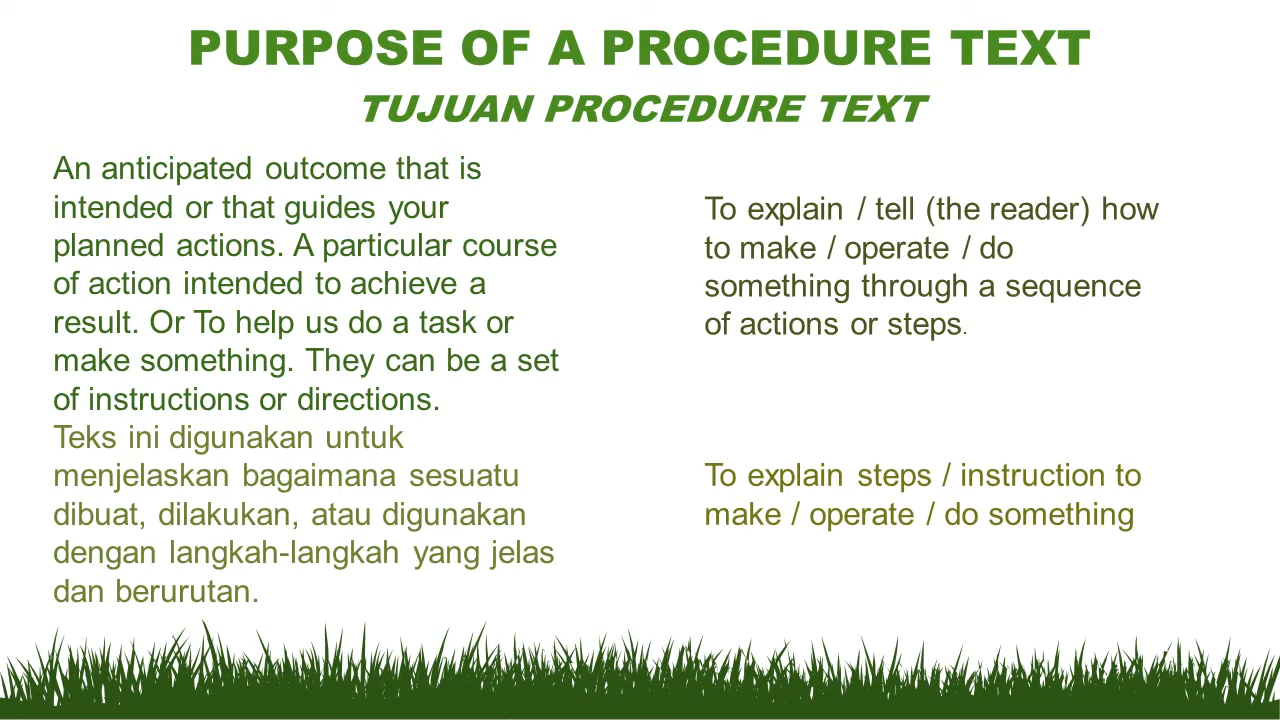 PURPOSE OF A PROCEDURE TEXT
TUJUAN PROCEDURE TEXT
An anticipated outcome that is
intended or that guides your
planned actions. A particular course
of action intended to achieve a
result. Or To help us do a task or
make something. They can be a set
of instructions or directions.
Teks ini digunakan untuk
menjelaskan bagaimana sesuatu
dibuat, dilakukan, atau digunakan
dengan langkah-langkah yang jelas
dan berurutan.
To explain / tell (the reader) how
to make / operate / do
something through a sequence
of actions or steps.
To explain steps / instruction to
make / operate / do something